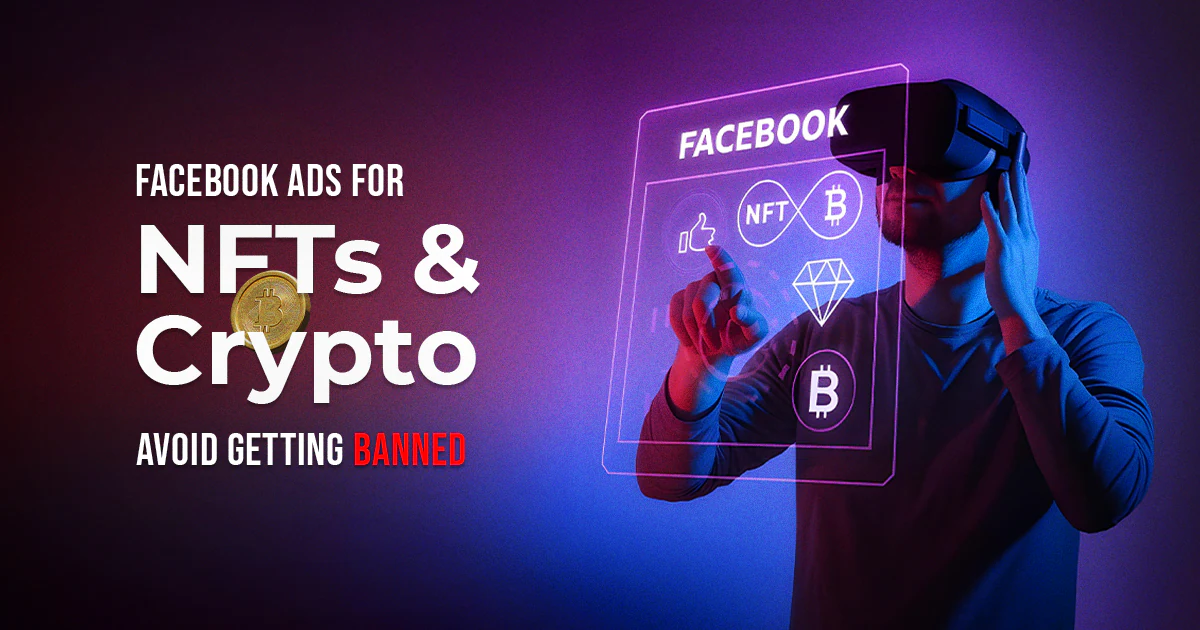 FACEBOOK ADS FOR
NFTs &
Crypto
AVOID GETTING BANNED
FACEBOOK
NFT